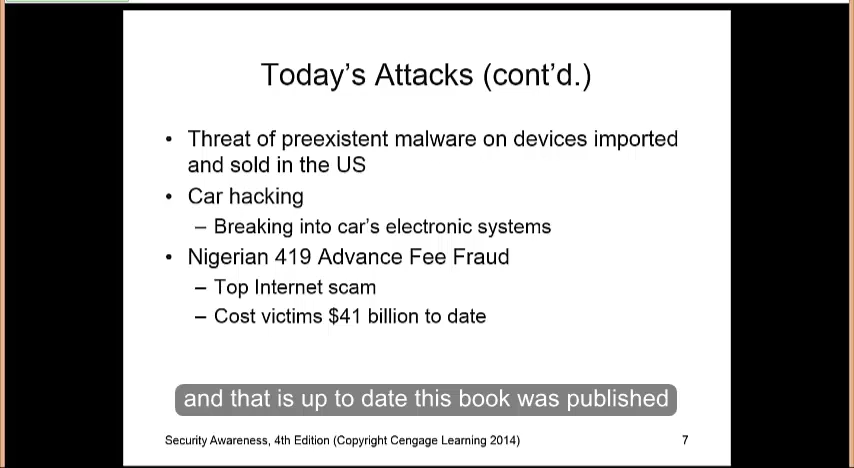 Today's Attacks (cont'd.)
• Threat of preexistent malware on devices imported
and sold in the US
• Car hacking
– Breaking into car's electronic systems
• Nigerian 419 Advance Fee Fraud
– Top Internet scam
– Cost victims $41 billion to date
and that is up to date this book was published
Security Awareness, 4th Edition (Copyright Cengage Learning 2014) 7